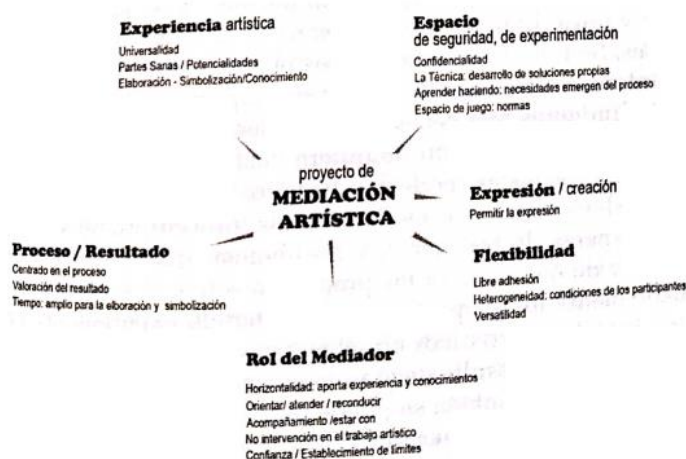 Experiencia artística
Universalidad
Partes Sanas / Potencialidades
Elaboración - Simbolización/Conocimiento
Espacio
de seguridad, de experimentación
Confidencialidad
La Técnica: desarrollo de soluciones propias
Aprender haciendo: necesidades emergen del proceso
Espacio de juego: normas
proyecto de
MEDIACIÓN
ARTÍSTICA
Expresión / creación
Permitir la expresión
Proceso / Resultado
Centrado en el proceso
Valoración del resultado
Tiempo: amplio para la elboración y simbolización
Flexibilidad
Libre adhesión
Heterogeneidad: condiciones de los participantes
Versatilidad
Rol del Mediador
Horizontalidad: aporta experiencia y conocimientos
Orientar/ atender / reconducir
Acompañamiento /estar con
No intervención en el trabajo artístico
Confianza / Establecimiento de límites